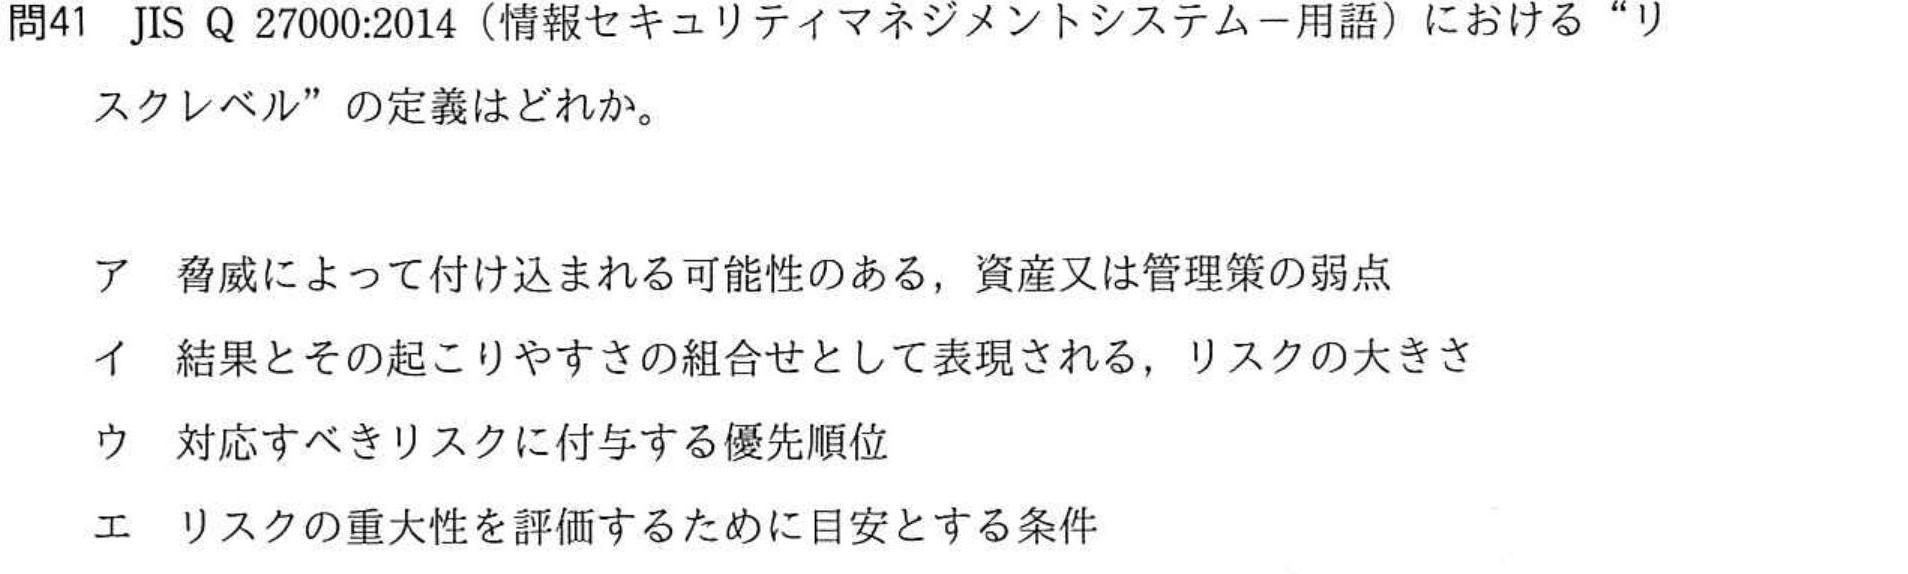 問41 JIS Q 27000:2014（情報セキュリティマネジメントシステム－用語）における“リ
スクレベル”の定義はどれか。
ア 脅威によって付け込まれる可能性のある，資産又は管理策の弱点
イ 結果とその起こりやすさの組合せとして表現される，リスクの大きさ
ウ 対応すべきリスクに付与する優先順位
エ リスクの重大性を評価するために目安とする条件